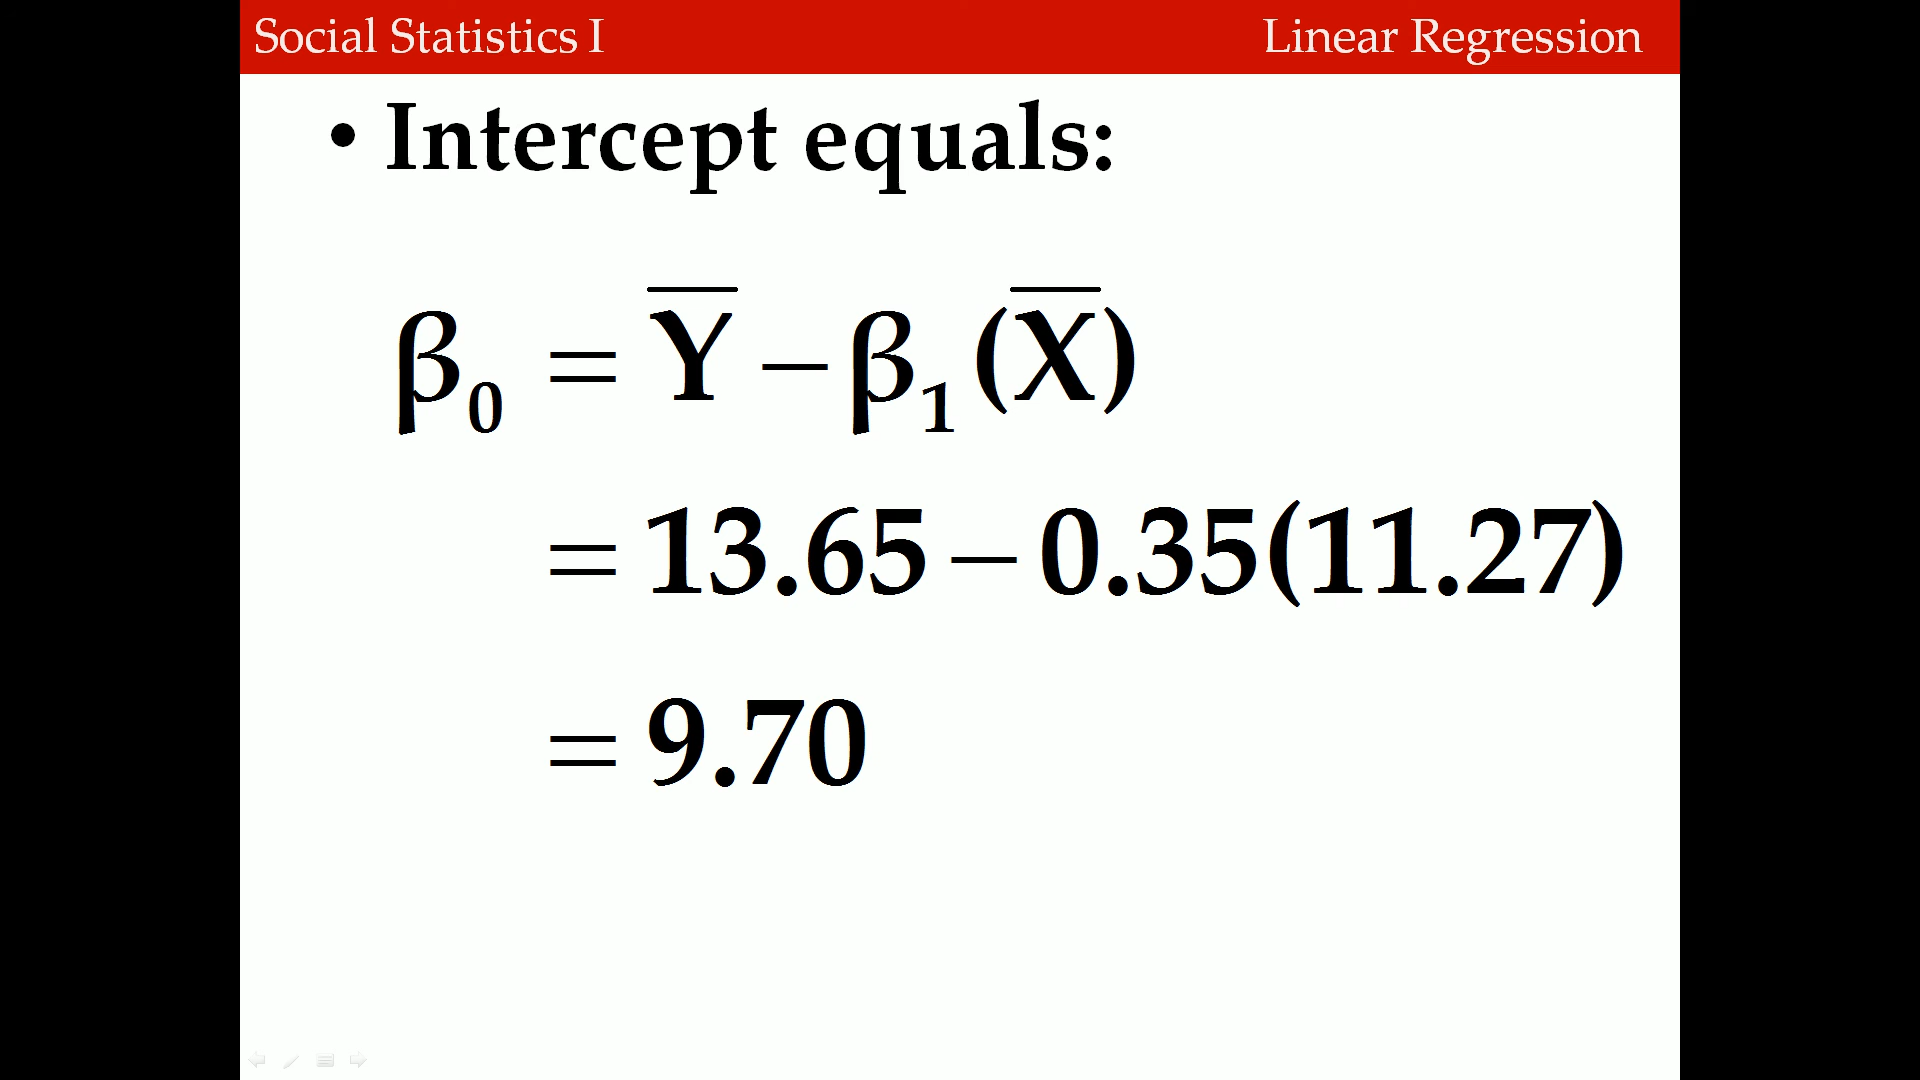 Social Statistics I
Linear Regression
• Intercept equals:
β₀ = Y̅ – β₁(X̅)
= 13.65 – 0.35(11.27)
= 9.70